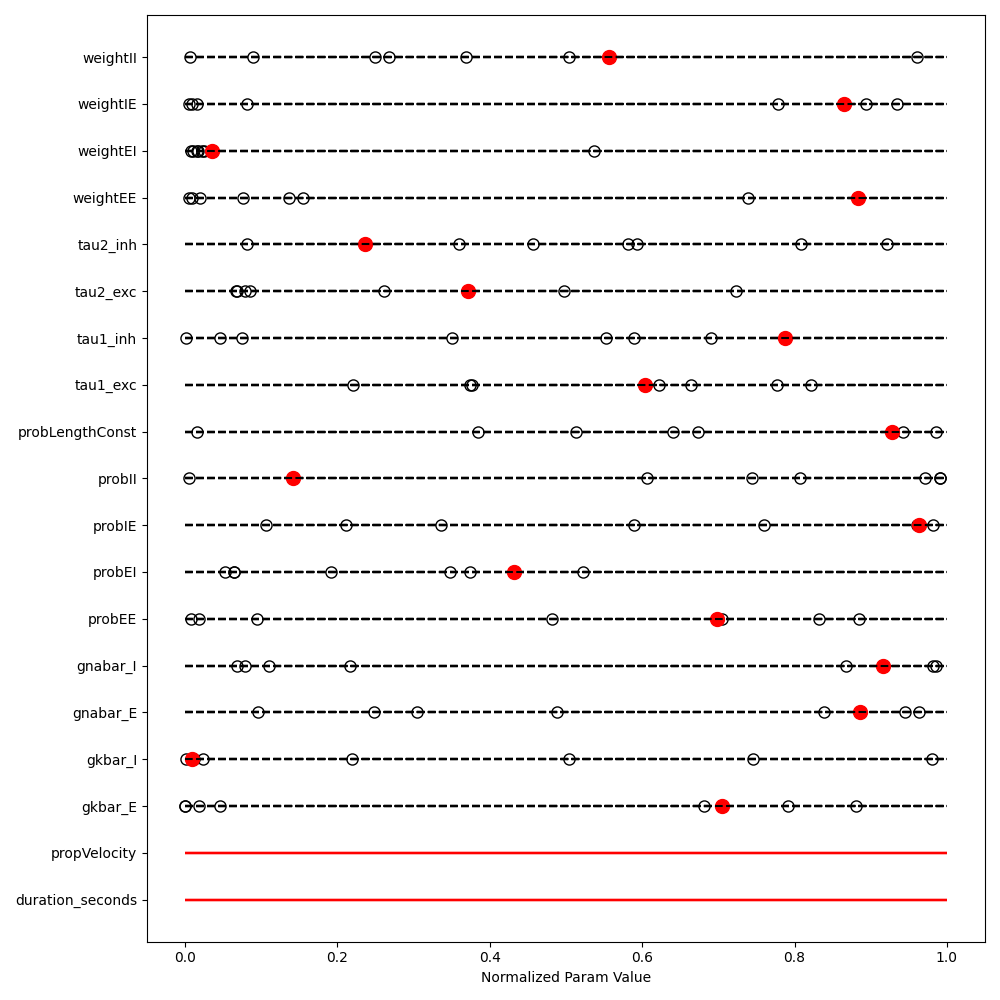 weightII
weightIE
weightEI
weightEE
tau2_inh
tau2_exc
tau1_inh
tau1_exc
probLengthConst
probII
probIE
probEI
probEE
gnabar_I
gnabar_E
gkbar_I
gkbar_E
propVelocity
duration_seconds
0.0 0.2 0.4 0.6 0.8 1.0
Normalized Param Value